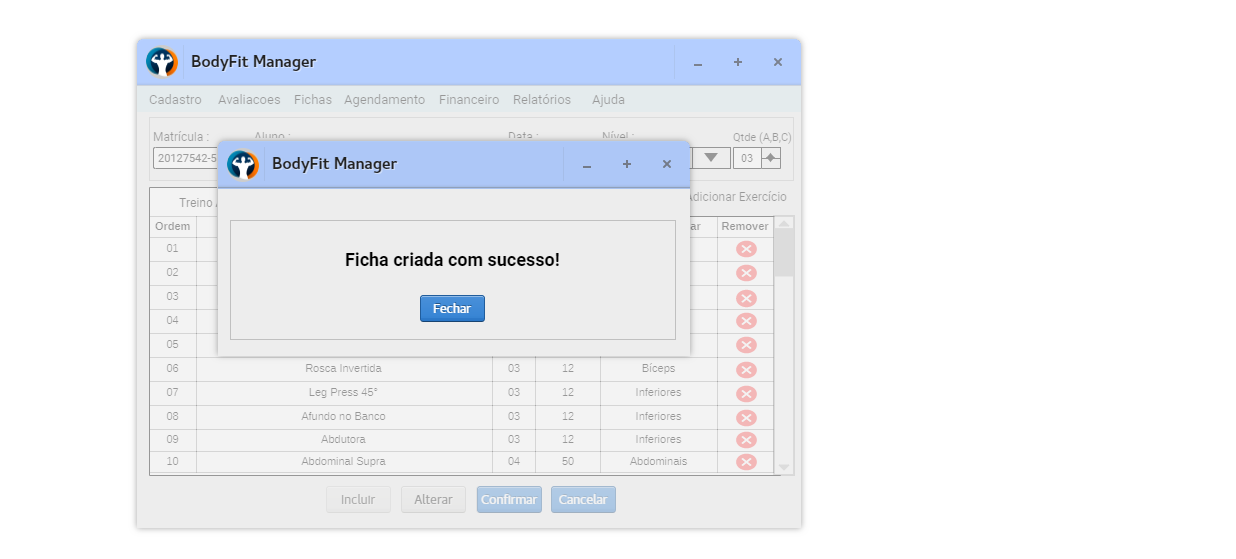 BodyFit Manager
Cadastro Avaliacoes Fichas Agendamento Financeiro Relatórios Ajuda
Matrícula : Aluno : Data : Nível : Qtde (A,B,C)
20127542-5 03
BodyFit Manager
Treino Adicionar Exercício
Ordem ar Remover
01
02
03
04
05
Ficha criada com sucesso!
Fechar
06 Rosca Invertida 03 12 Bíceps
07 Leg Press 45° 03 12 Inferiores
08 Afundo no Banco 03 12 Inferiores
09 Abdutora 03 12 Inferiores
10 Abdominal Supra 04 50 Abdominais
Incluir Alterar Confirmar Cancelar